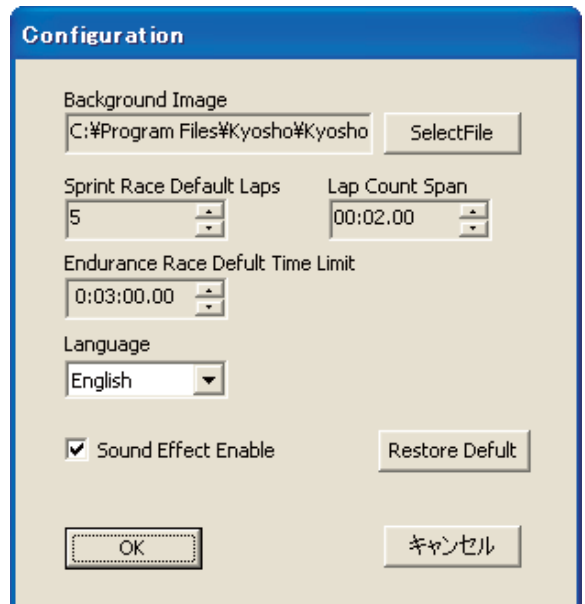 Configuration
Background Image
C:¥Program Files¥Kyosho¥Kyosho
SelectFile
Sprint Race Default Laps
Lap Count Span
5
00:02.00
Endurance Race Defult Time Limit
0:03:00.00
Language
English
Sound Effect Enable
Restore Defult
OK
キャンセル